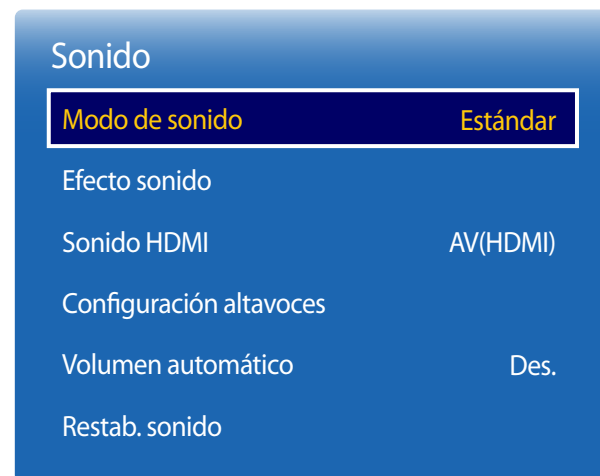 Sonido
Modo de sonido Estándar
Efecto sonido
Sonido HDMI AV(HDMI)
Configuración altavoces
Volumen automático Des.
Restab. sonido